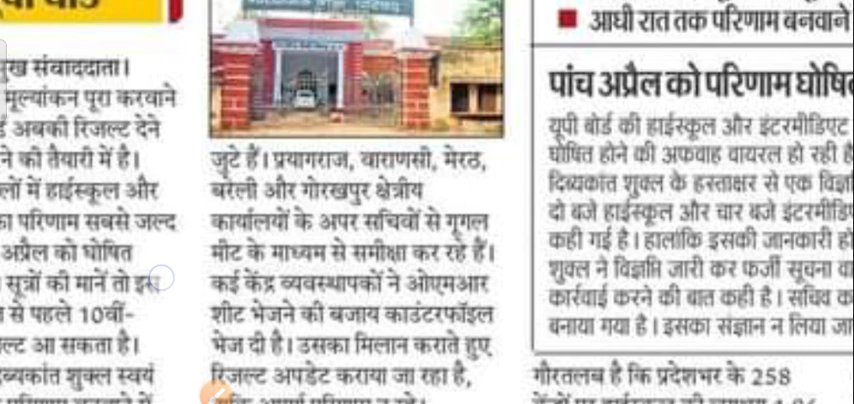 संवाददाता।
मूल्यांकन पूरा करवाने
अबकी रिजल्ट देने
ने की तैयारी में है।
लों में हाईस्कूल और
का परिणाम सबसे जल्द
अप्रैल को घोषित
सूत्रों की मानें तो इस
से पहले 10वीं-
ल्ट आ सकता है।
ब्यकांत शुक्ल स्वयं
जुटे हैं। प्रयागराज, वाराणसी, मेरठ,
बरेली और गोरखपुर क्षेत्रीय
कार्यालयों के अपर सचिवों से गूगल
मीट के माध्यम से समीक्षा कर रहे हैं।
कई केंद्र व्यवस्थापकों ने ओएमआर
शीट भेजने की बजाय काउंटरफॉइल
भेज दी है। उसका मिलान कराते हुए
रिजल्ट अपडेट कराया जा रहा है,
आधी रात तक परिणाम बनवाने
पांच अप्रैल को परिणाम घोषित
यूपी बोर्ड की हाईस्कूल और इंटरमीडिएट
घोषित होने की अफवाह वायरल हो रही है
दिब्यकांत शुक्ल के हस्ताक्षर से एक विज्ञ
दो बजे हाईस्कूल और चार बजे इंटरमीडि
कही गई है। हालांकि इसकी जानकारी हो
शुक्ल ने विज्ञप्ति जारी कर फर्जी सूचना वा
कार्रवाई करने की बात कही है। सचिव क
बनाया गया है। इसका संज्ञान न लिया जा
गौरतलब है कि प्रदेशभर के 258